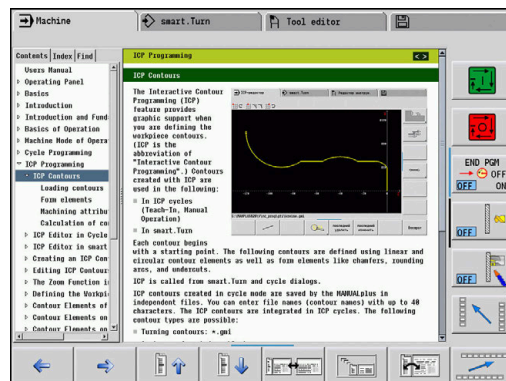 Machine
smart.Turn
Tool editor
Contents Index Find
Users Manual
Operating Panel
Basics
Introduction
Introduction and Fund
Basics of Operation
Machine Mode of Opera
Cycle Programming
ICP Programming
ICP Contours
Loading contours
Form elements
Machining attribu
Calculation of co
ICP Editor in Cycle
ICP Editor in smart
Creating an ICP Con
Editing ICP Contour
The Zoom Function i
Defining the Workpi
Contour Elements of
Contour Elements on
Contour Elements on
ICP Programming
ICP Contours
The Interactive Contour
Programming (ICP)
feature provides
graphic support when
you are defining the
workpiece contours.
(ICP is the
abbreviation of
"Interactive Contour
Programming".) Contours
created with ICP are
used in the following:
In ICP cycles
(Teach-In, Manual
Operation)
In smart.Turn
Each contour begins
with a starting point. The following contours are defined using linear and
circular contour elements as well as form elements like chamfers, rounding
arcs, and undercuts.
ICP is called from smart.Turn and cycle dialogs.
ICP contours created in cycle mode are saved by the MANUALplus in
independent files. You can enter file names (contour names) with up to 40
characters. The ICP contours are integrated in ICP cycles. The following
contour types are possible:
Turning contours: *.gmi
END PGM
OFF
OFF ON
OFF
OFF